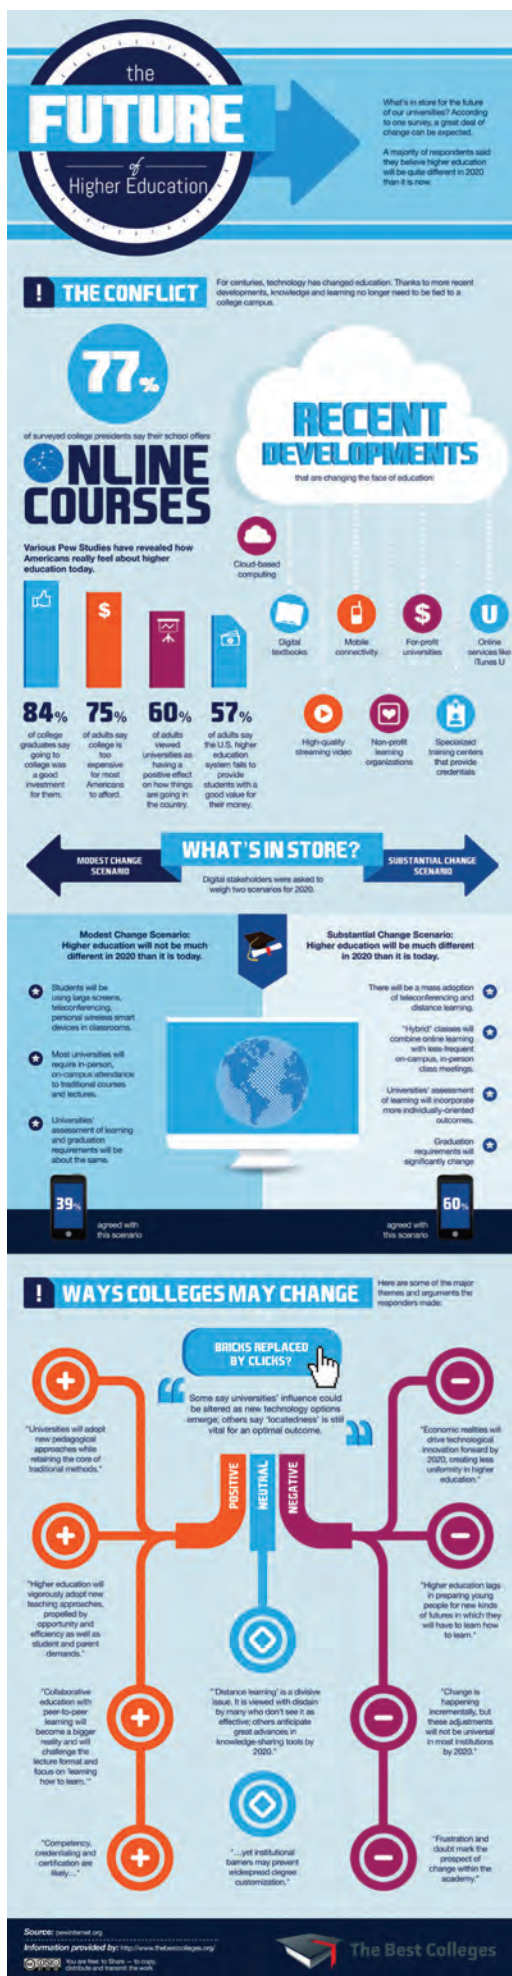 the
FUTURE
of
Higher Education
What's in store for the future
of our universities? According
to one survey, a great deal of
change can be expected.
A majority of respondents said
they believe higher education
will be quite different in 2020
than it is now.
! THE CONFLICT
For centuries, technology has changed education. Thanks to more recent
developments, knowledge and learning no longer need to be tied to a
college campus.
77%
of surveyed college presidents say their school offers
ONLINE
COURSES
RECENT
DEVELOPMENTS
that are changing the face of education:
Various Pew Studies have revealed how
Americans really feel about higher
education today.
84%
of college
graduates say
going to
college was
a good
investment
for them.
75%
of adults say
college is
too
expensive
for most
Americans
to afford.
60%
of adults
viewed
universities as
having a
positive effect
on how things
are going in
the country.
57%
of adults say
the U.S. higher
education
system fails to
provide
students with a
good value for
their money.
Cloud-based
computing
Digital
textbooks
Mobile
connectivity
$
For-profit
universities
U
Online
services like
iTunes U
High-quality
streaming video
Non-profit
learning
organizations
Specialized
training centers
that provide
credentials
MODEST CHANGE
SCENARIO
WHAT'S IN STORE?
Digital stakeholders were asked to
weigh two scenarios for 2020.
SUBSTANTIAL CHANGE
SCENARIO
Modest Change Scenario:
Higher education will not be much
different in 2020 than it is today.
Students will be
using large screens,
teleconferencing,
personal wireless smart
devices in classrooms.
Most universities will
require in-person,
on-campus attendance
to traditional courses
and lectures.
Universities'
assessment of learning
and graduation
requirements will be
about the same.
39%
agreed with
this scenario
Substantial Change Scenario:
Higher education will be much different
in 2020 than it is today.
There will be a mass adoption
of teleconferencing and
distance learning.
"Hybrid" classes will
combine online learning
with less-frequent
on-campus, in-person
class meetings.
Universities' assessment
of learning will incorporate
more individually-oriented
outcomes.
Graduation
requirements will
significantly change
60%
agreed with
this scenario
! WAYS COLLEGES MAY CHANGE
Here are some of the major
themes and arguments the
responders made:
BRICKS REPLACED
BY CLICKS?
Some say universities' influence could
be altered as new technology options
emerge; others say 'locatedness' is still
vital for an optimal outcome.
POSITIVE
NEUTRAL
NEGATIVE
"Universities will adopt
new pedagogical
approaches while
retaining the core of
traditional methods."
"Higher education will
vigorously adopt new
teaching approaches,
propelled by
opportunity and
efficiency as well as
student and parent
demands."
"Collaborative
education with
peer-to-peer
learning will
become a bigger
reality and will
challenge the
lecture format and
focus on 'learning
how to learn.'"
"Competency,
credentialing and
certification are
likely..."
"'Distance learning' is a divisive
issue. It is viewed with disdain
by many who don't see it as
effective; others anticipate
great advances in
knowledge-sharing tools by
2020."
"...yet institutional
barriers may prevent
widespread degree
customization."
"Economic realities will
drive technological
innovation forward by
2020, creating less
uniformity in higher
education."
"Higher education lags
in preparing young
people for new kinds
of futures in which they
will have to learn how
to learn."
"Change is
happening
incrementally, but
these adjustments
will not be universal
in most institutions
by 2020."
"Frustration and
doubt mark the
prospect of
change within the
academy."
Source: pewinternet.org
Information provided by: http://www.thebestcolleges.org/
You are free: to Share — to copy,
distribute and transmit the work
The Best Colleges